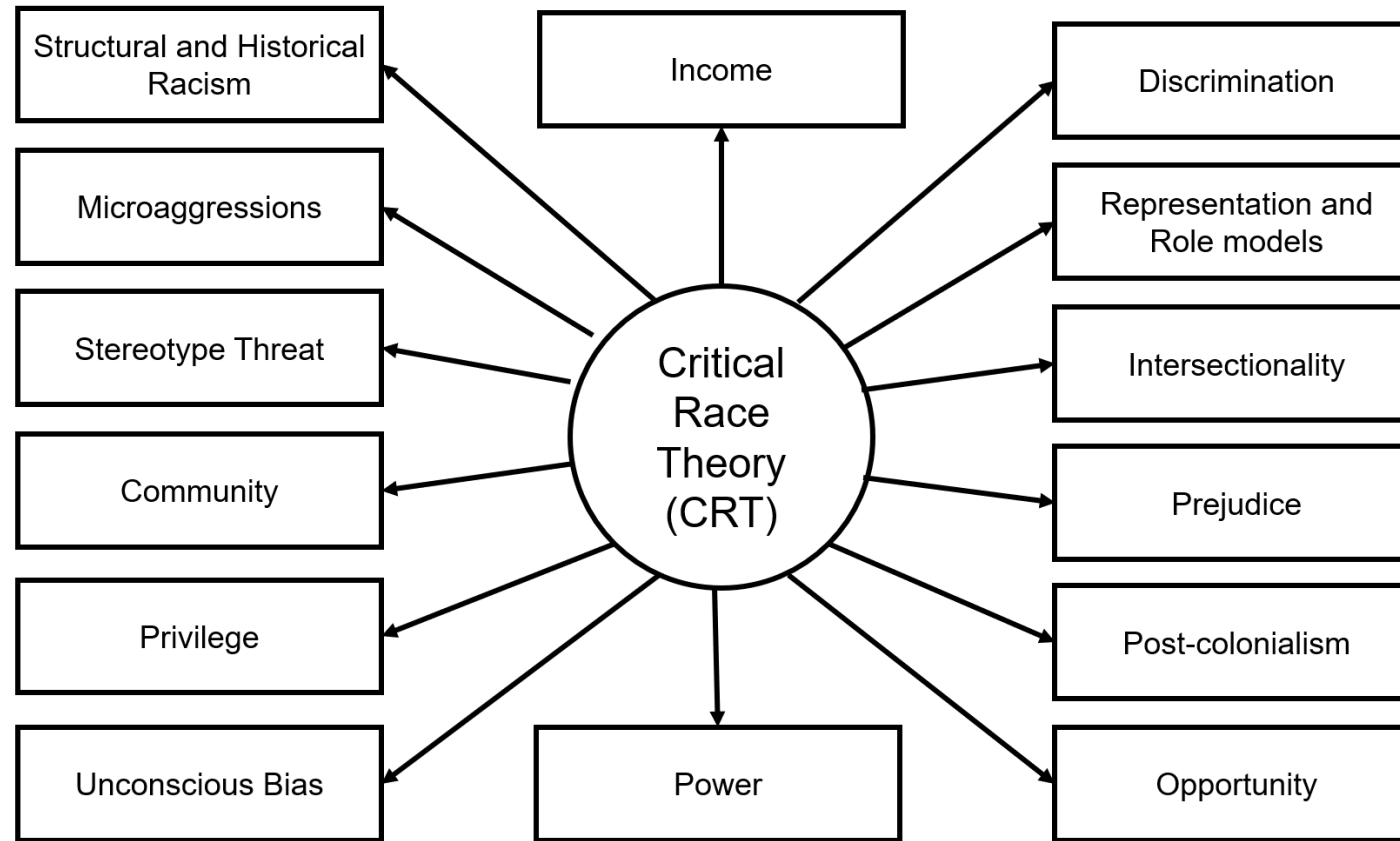 Structural and Historical
Racism
Income
Discrimination
Microaggressions
Representation and
Role models
Stereotype Threat
Intersectionality
Critical
Race
Theory
(CRT)
Community
Prejudice
Privilege
Post-colonialism
Unconscious Bias
Power
Opportunity